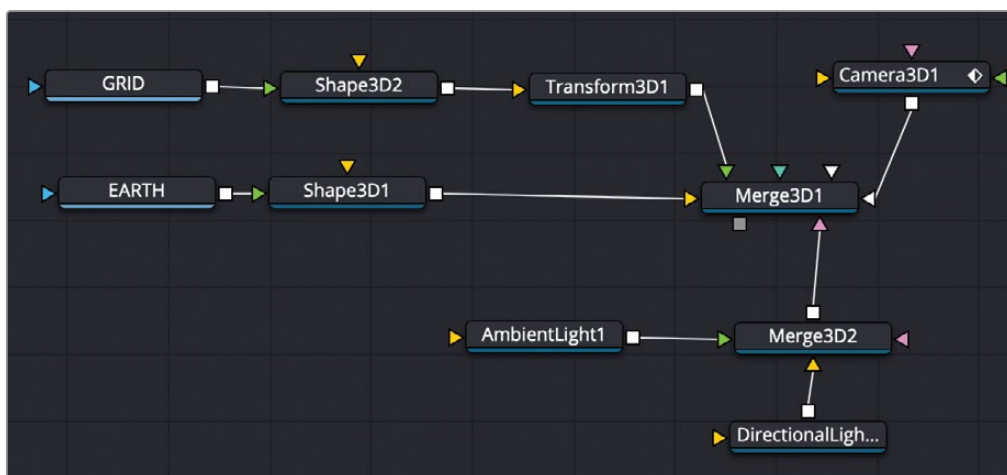 GRID
Shape3D2
Transform3D1
Camera3D1
EARTH
Shape3D1
Merge3D1
AmbientLight1
Merge3D2
DirectionalLigh...